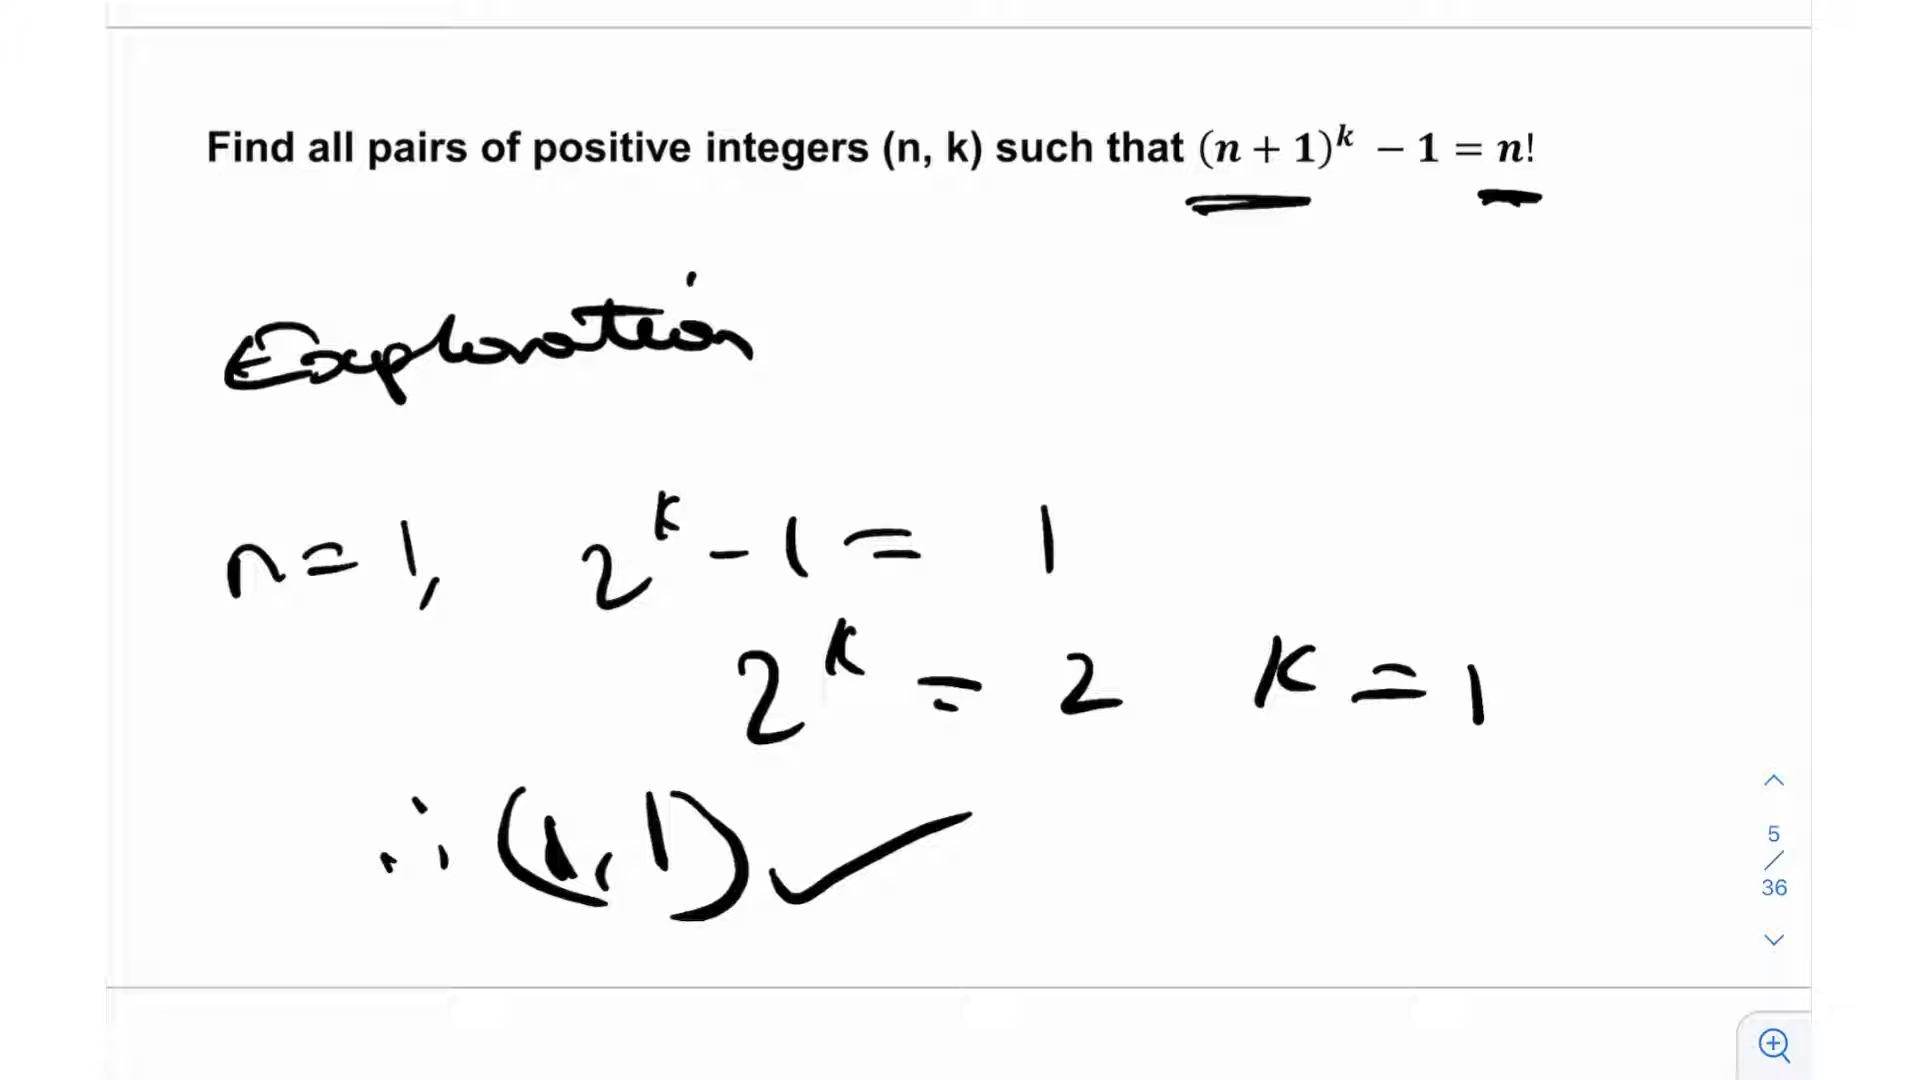 Find all pairs of positive integers (n, k) such that (n + 1)^k − 1 = n!
Exploration
n = 1, 2^k - 1 = 1
2^k = 2 k = 1
∴ (1, 1) ✓
5
/
36